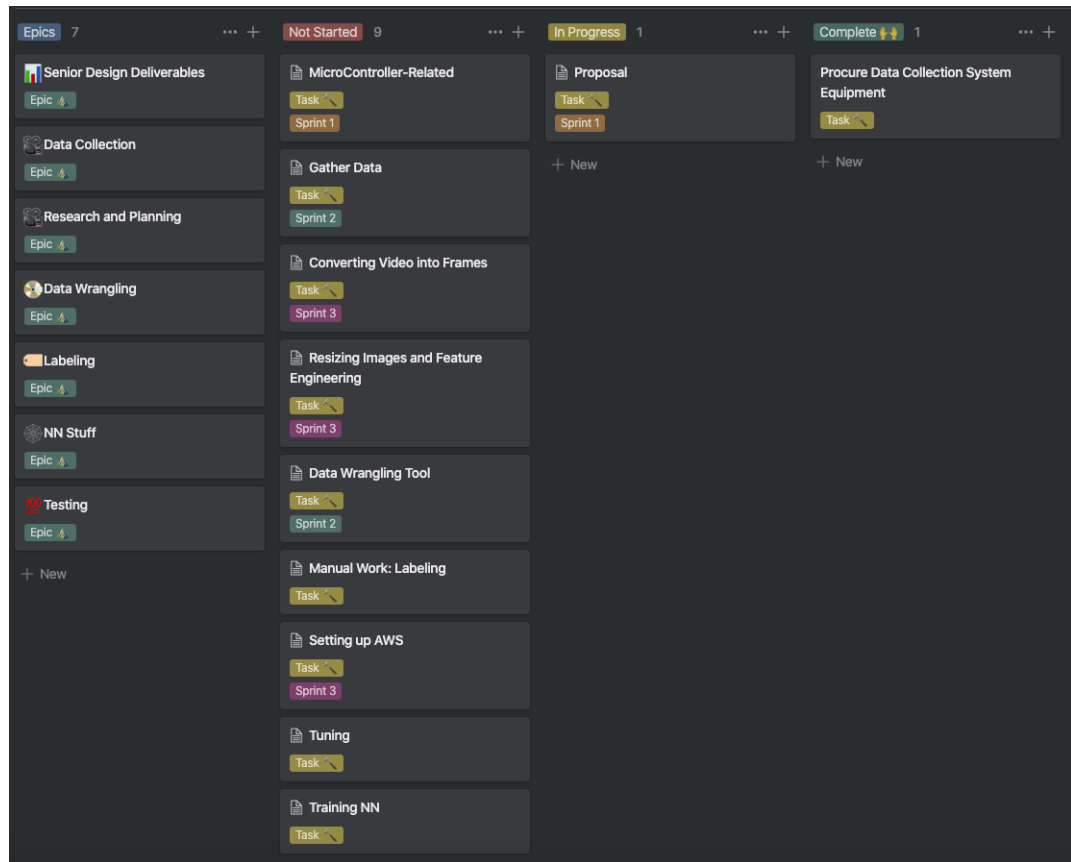 Epics 7
Senior Design Deliverables
Epic
Data Collection
Epic
Research and Planning
Epic
Data Wrangling
Epic
Labeling
Epic
NN Stuff
Epic
100 Testing
Epic
+ New
Not Started 9
MicroController-Related
Task
Sprint 1
Gather Data
Task
Sprint 2
Converting Video into Frames
Task
Sprint 3
Resizing Images and Feature
Engineering
Task
Sprint 3
Data Wrangling Tool
Task
Sprint 2
Manual Work: Labeling
Task
Setting up AWS
Task
Sprint 3
Tuning
Task
Training NN
Task
In Progress 1
Proposal
Task
Sprint 1
+ New
Complete 1
Procure Data Collection System
Equipment
Task
+ New